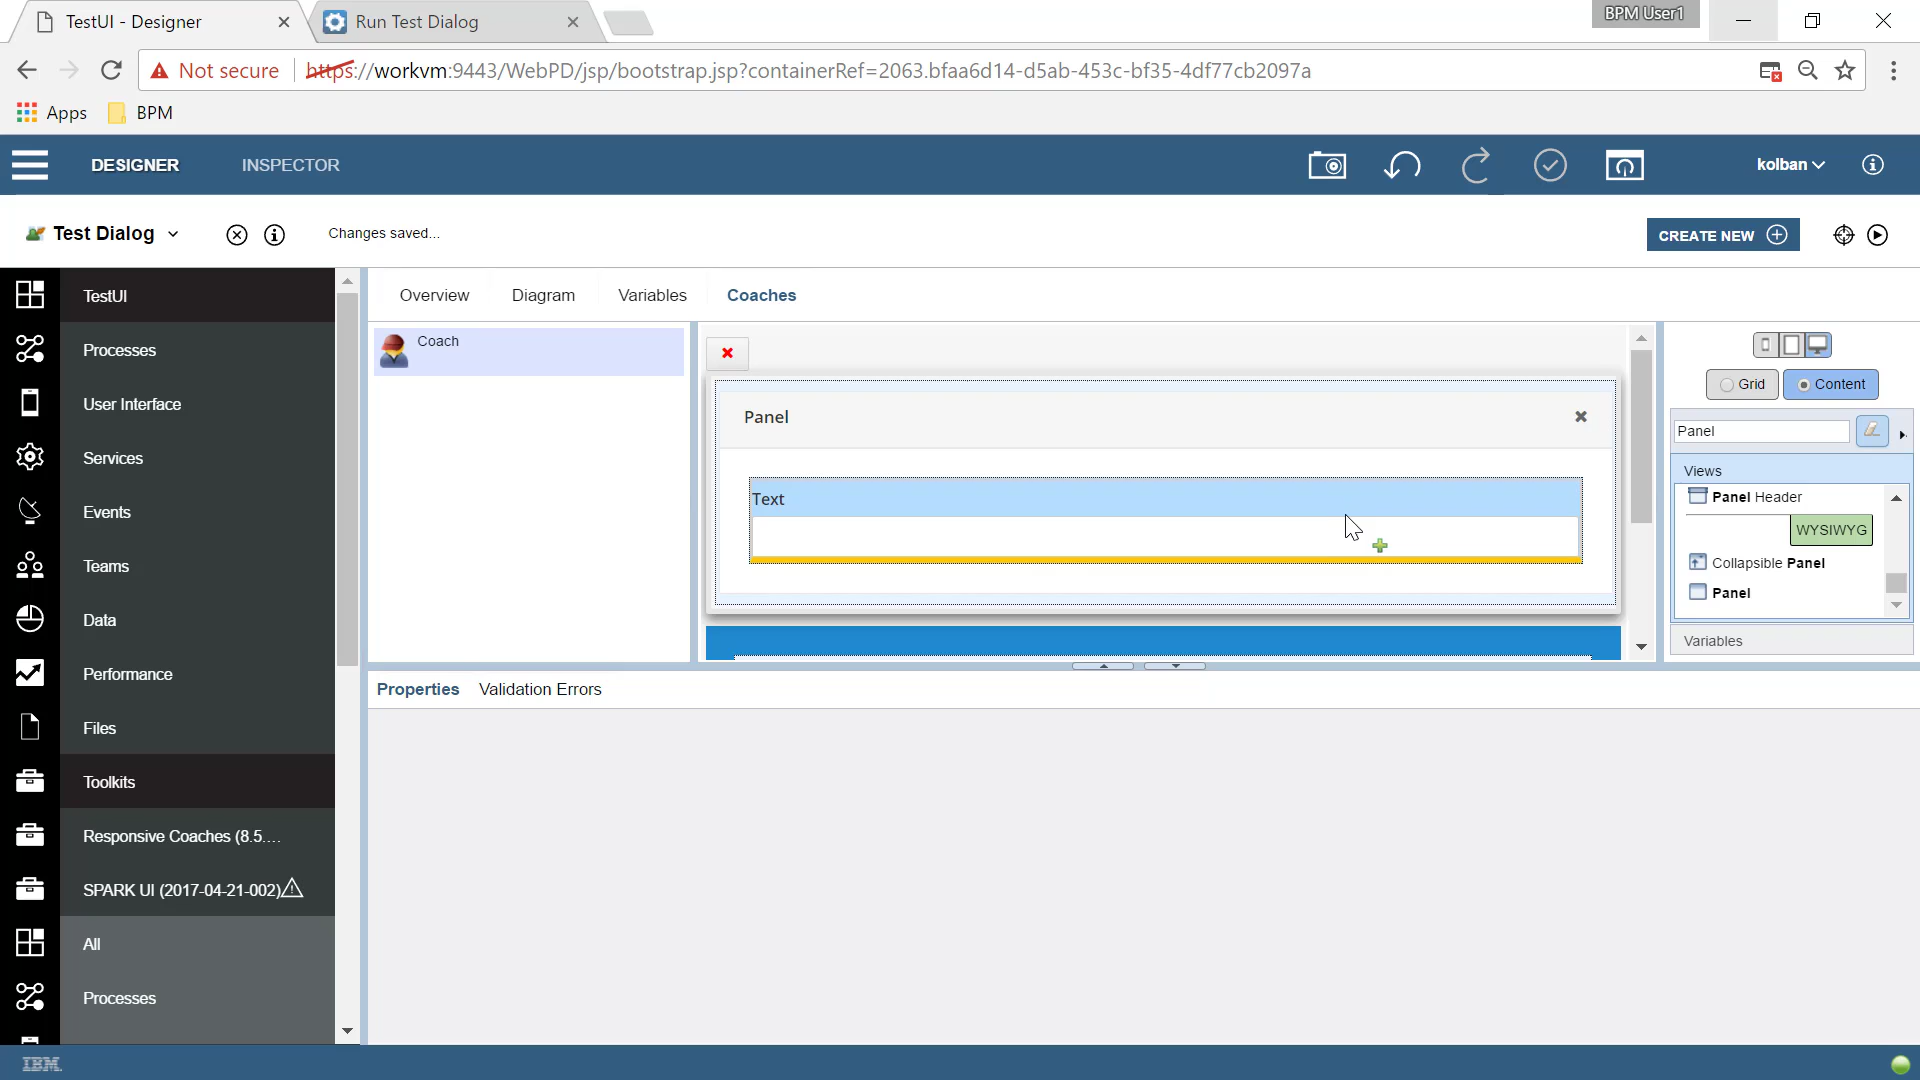 TestUI - Designer
Run Test Dialog
BPM User1
Not secure
https://workvm:9443/WebPD/jsp/bootstrap.jsp?containerRef=2063.bfaa6d14-d5ab-453c-bf35-4df77cb2097a
Apps
BPM
DESIGNER
INSPECTOR
kolban
Test Dialog
Changes saved...
CREATE NEW
TestUI
Processes
User Interface
Services
Events
Teams
Data
Performance
Files
Toolkits
Responsive Coaches (8.5....
SPARK UI (2017-04-21-002)
All
Processes
Overview
Diagram
Variables
Coaches
Coach
Panel
Text
Grid
Content
Panel
Views
Panel Header
WYSIWYG
Collapsible Panel
Panel
Variables
Properties
Validation Errors
IBM